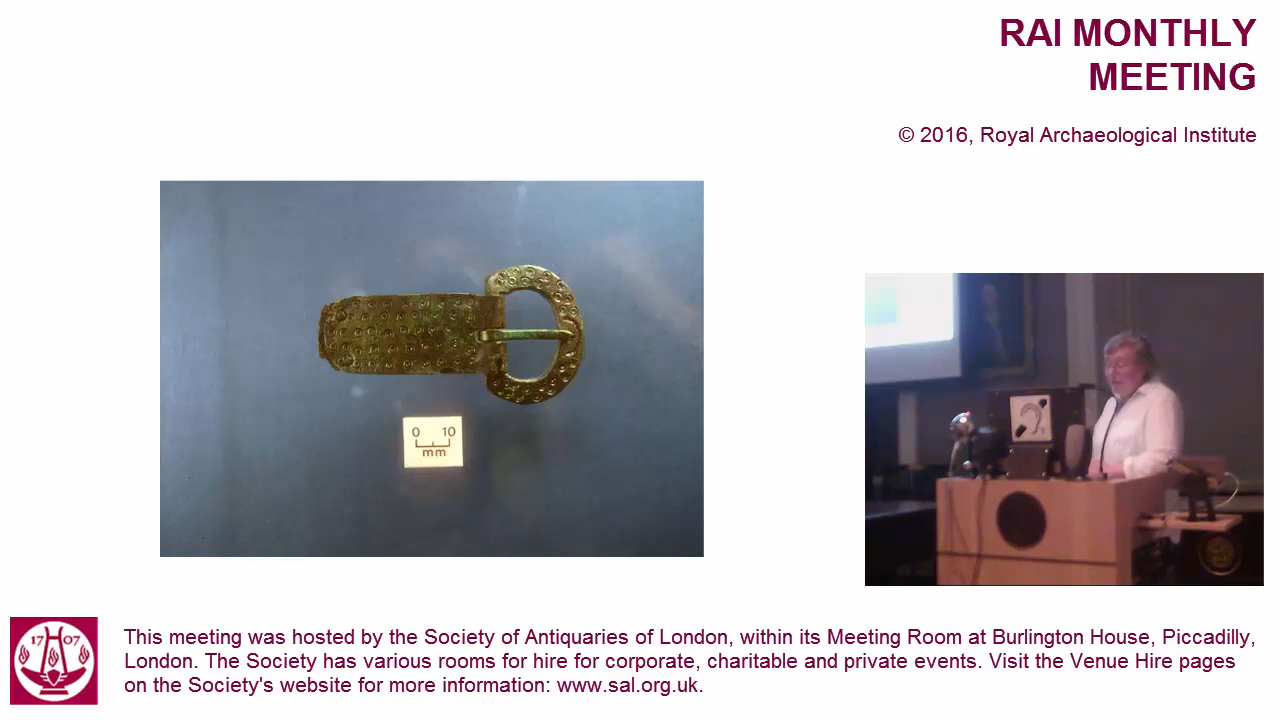 RAI MONTHLY
MEETING
© 2016, Royal Archaeological Institute
0 10
mm
17 07
This meeting was hosted by the Society of Antiquaries of London, within its Meeting Room at Burlington House, Piccadilly,
London. The Society has various rooms for hire for corporate, charitable and private events. Visit the Venue Hire pages
on the Society's website for more information: www.sal.org.uk.